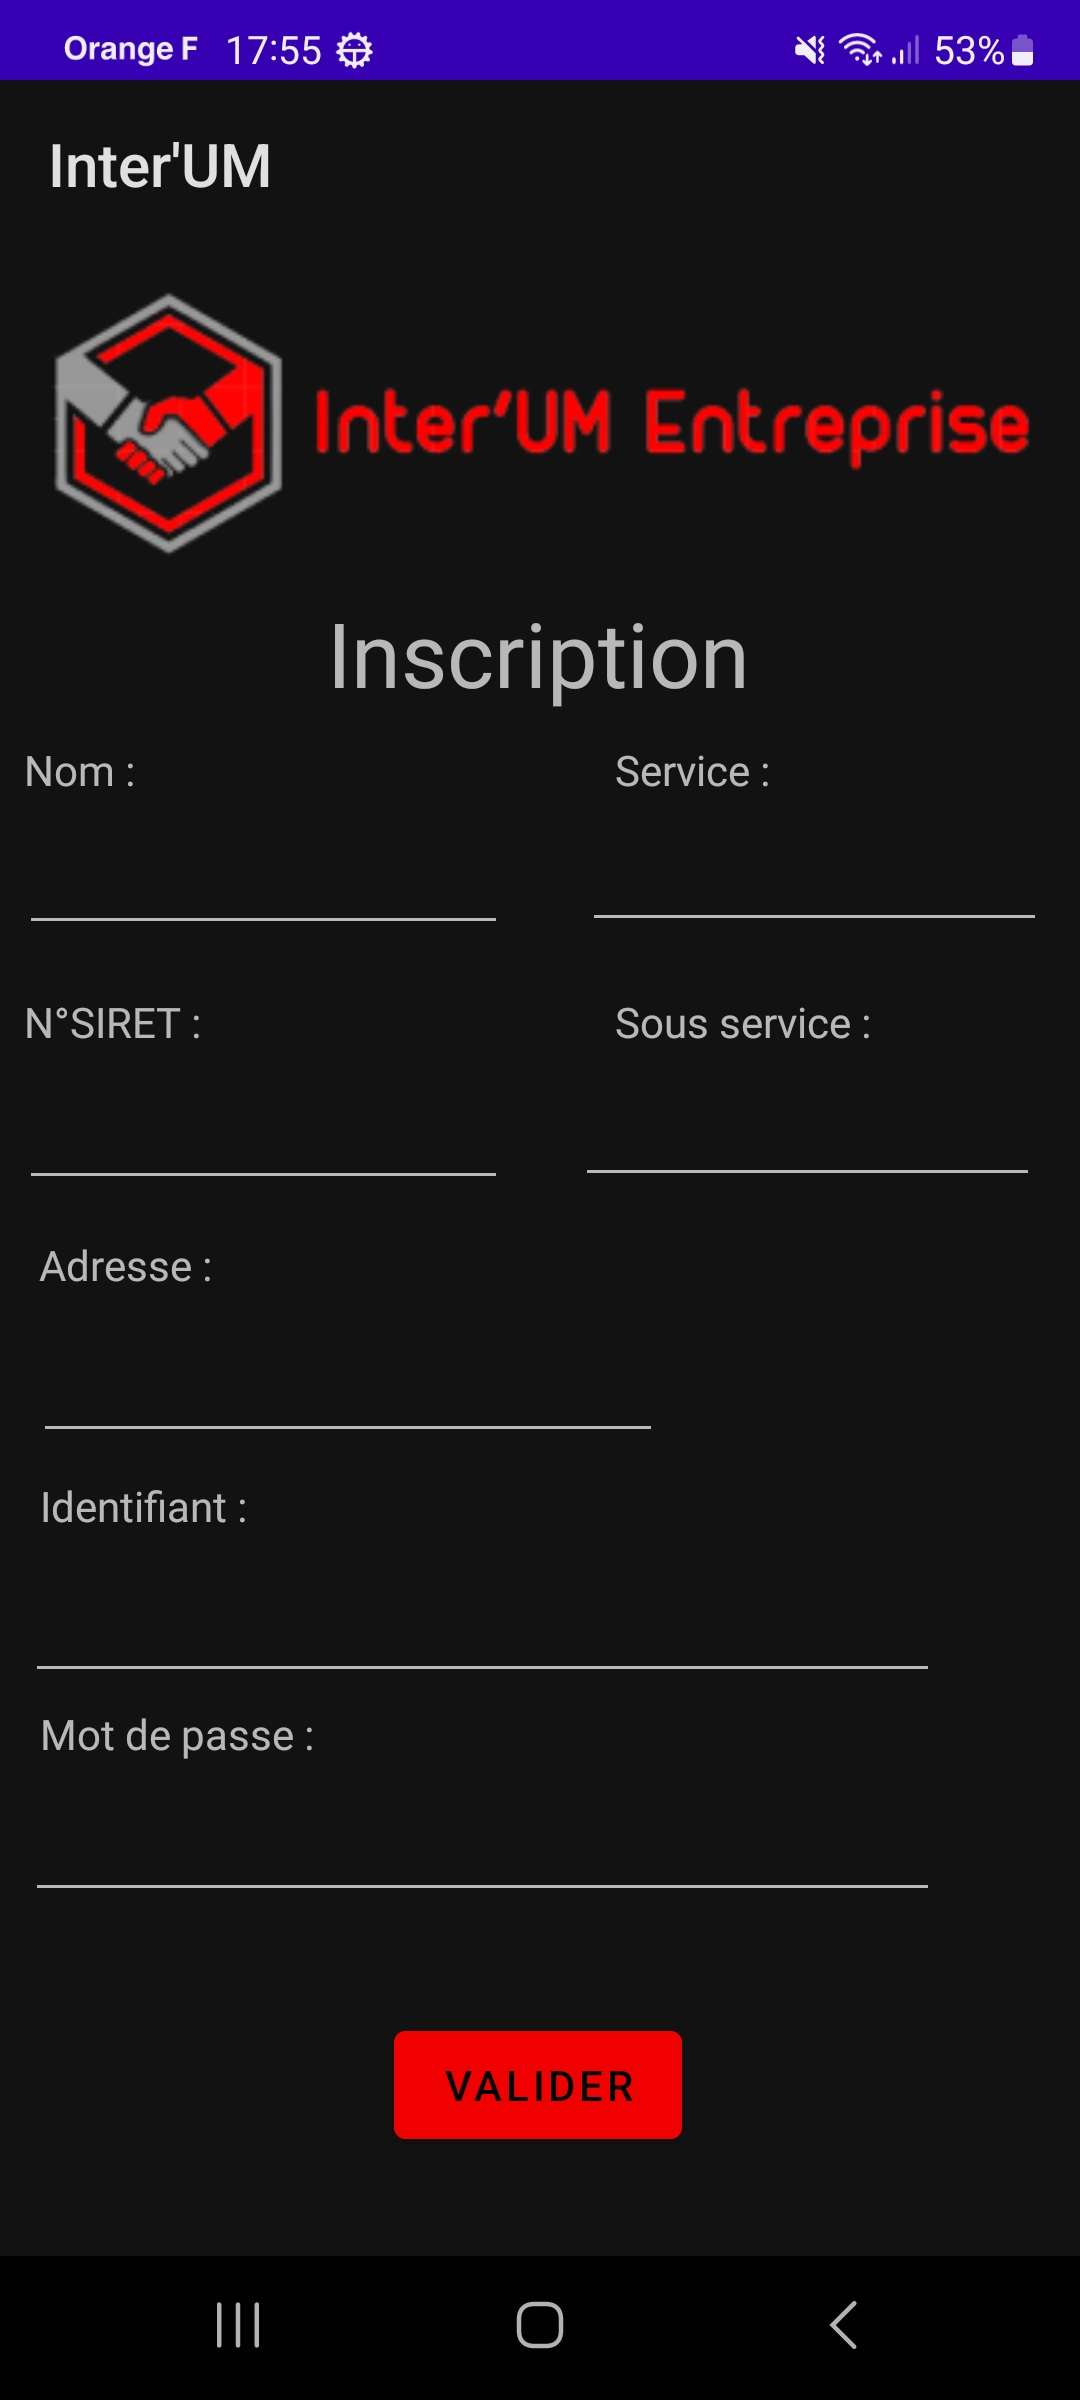 Orange F 17:55 53%
Inter'UM
Inter'UM Entreprise
Inscription
Nom : Service :
N°SIRET : Sous service :
Adresse :
Identifiant :
Mot de passe :
VALIDER